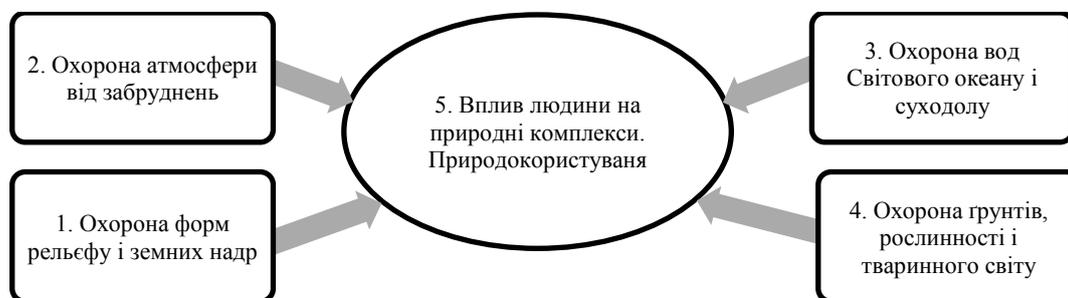 2. Охорона атмосфери
від забруднень
3. Охорона вод
Світового океану і
суходолу
5. Вплив людини на
природні комплекси.
Природокористуваня
1. Охорона форм
рельєфу і земних надр
4. Охорона ґрунтів,
рослинності і
тваринного світу